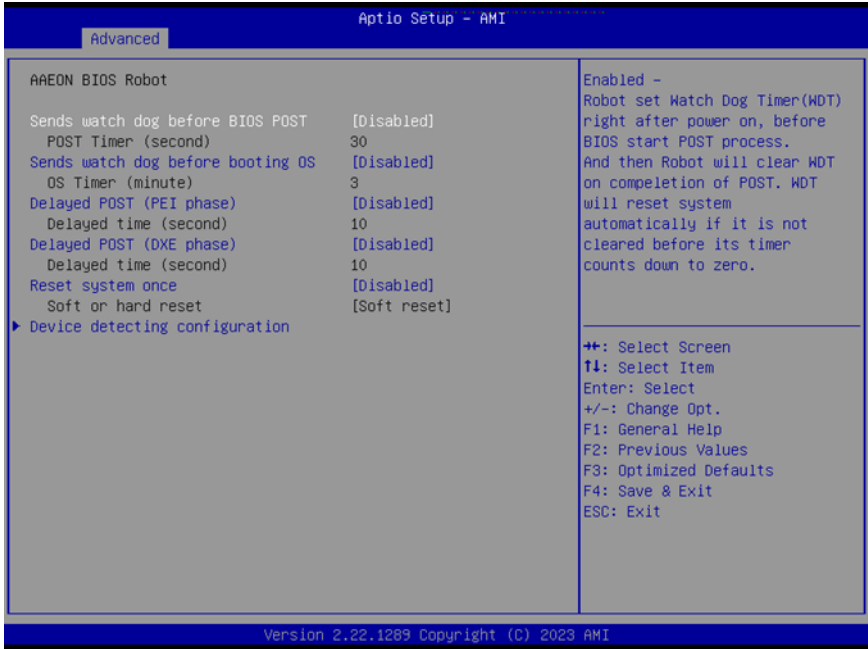 Aptio Setup – AMI
Advanced
AAEON BIOS Robot
Sends watch dog before BIOS POST [Disabled]
POST Timer (second) 30
Sends watch dog before booting OS [Disabled]
OS Timer (minute) 3
Delayed POST (PEI phase) [Disabled]
Delayed time (second) 10
Delayed POST (DXE phase) [Disabled]
Delayed time (second) 10
Reset system once [Disabled]
Soft or hard reset [Soft reset]
Device detecting configuration
Enabled –
Robot set Watch Dog Timer(WDT)
right after power on, before
BIOS start POST process.
And then Robot will clear WDT
on compeletion of POST. WDT
will reset system
automatically if it is not
cleared before its timer
counts down to zero.
→←: Select Screen
↑↓: Select Item
Enter: Select
+/-: Change Opt.
F1: General Help
F2: Previous Values
F3: Optimized Defaults
F4: Save & Exit
ESC: Exit
Version 2.22.1289 Copyright (C) 2023 AMI